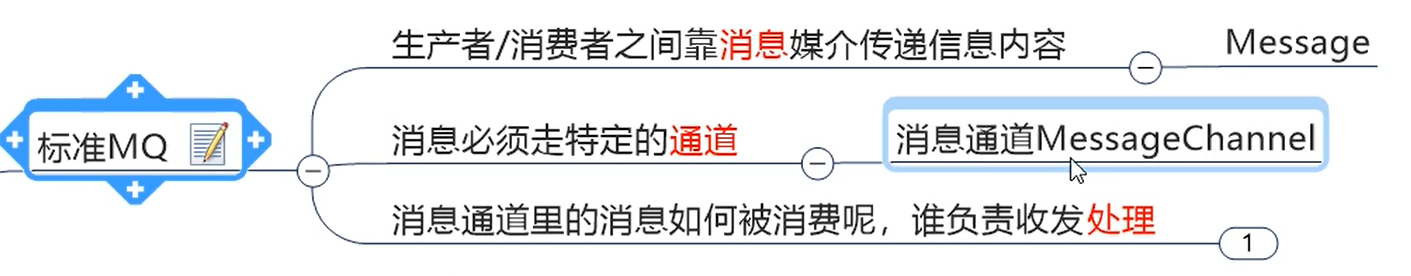 生产者/消费者之间靠消息媒介传递信息内容
Message
标准MQ
消息必须走特定的通道
消息通道MessageChannel
消息通道里的消息如何被消费呢，谁负责收发处理
1